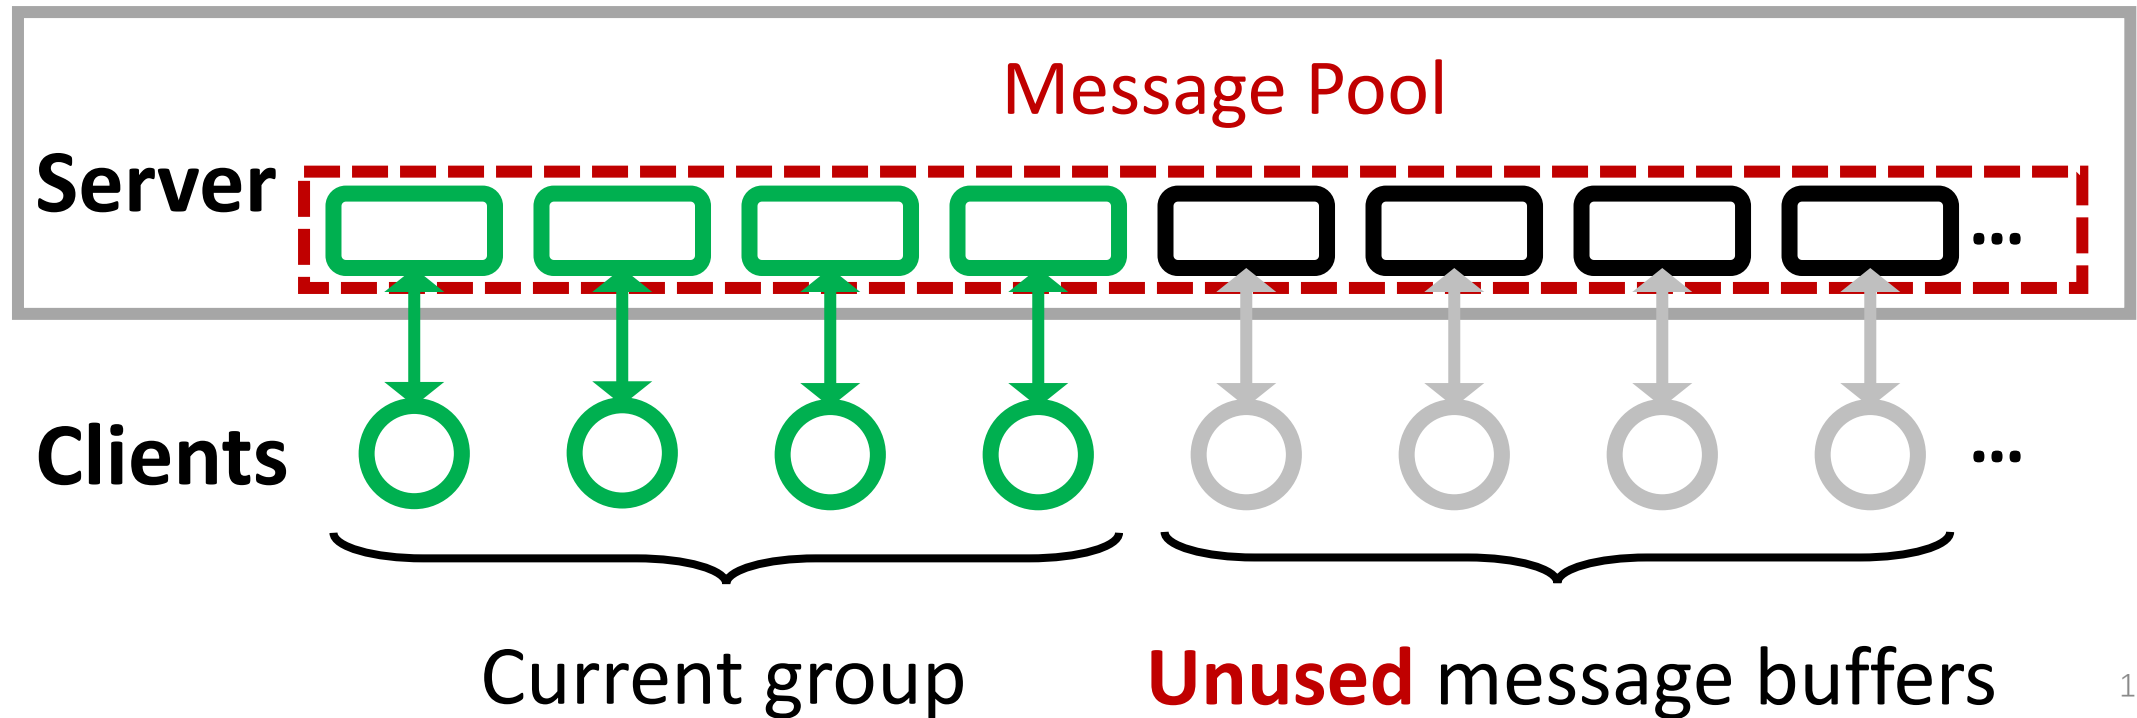 Message Pool
Server
...
Clients
...
Current group
Unused message buffers
1